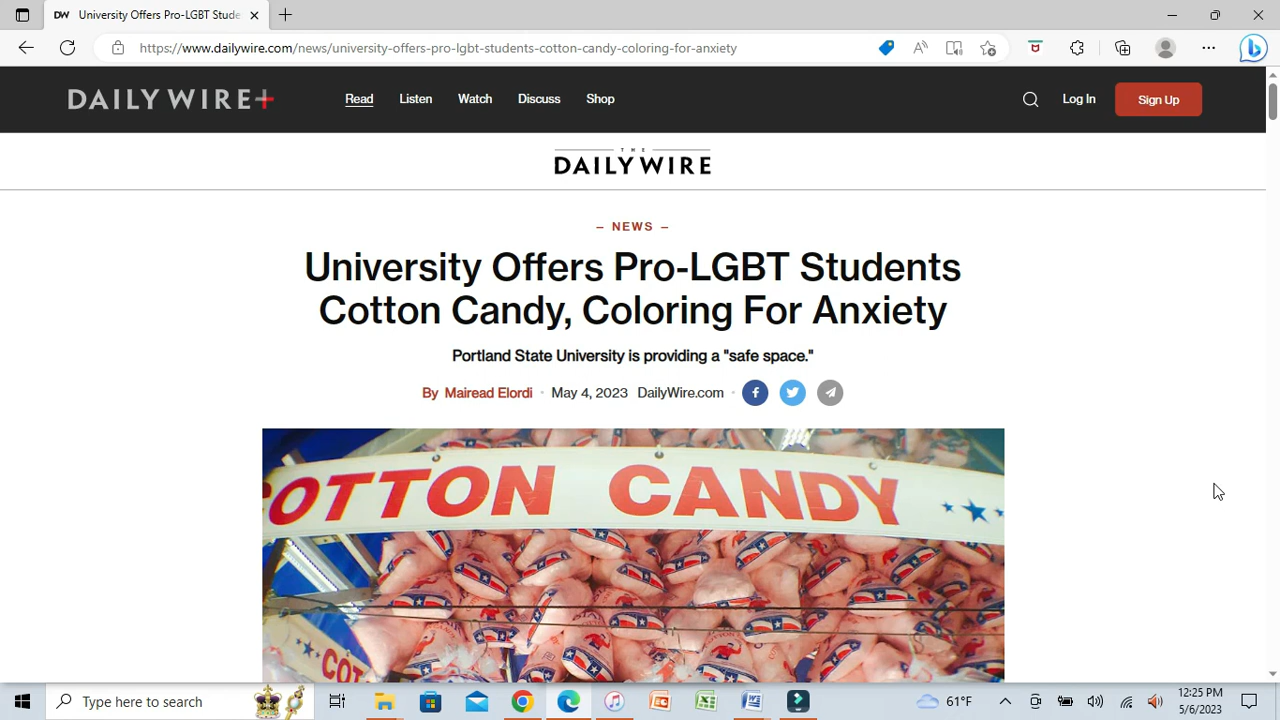 DW University Offers Pro-LGBT Stude
https://www.dailywire.com/news/university-offers-pro-lgbt-students-cotton-candy-coloring-for-anxiety
DAILY WIRE+ Read Listen Watch Discuss Shop Log In Sign Up
THE
DAILY WIRE
– NEWS –
University Offers Pro-LGBT Students
Cotton Candy, Coloring For Anxiety
Portland State University is providing a "safe space."
By Mairead Elordi · May 4, 2023 DailyWire.com ·
COTTON CANDY
COT
Type here to search
61°F
12:25 PM
5/6/2023